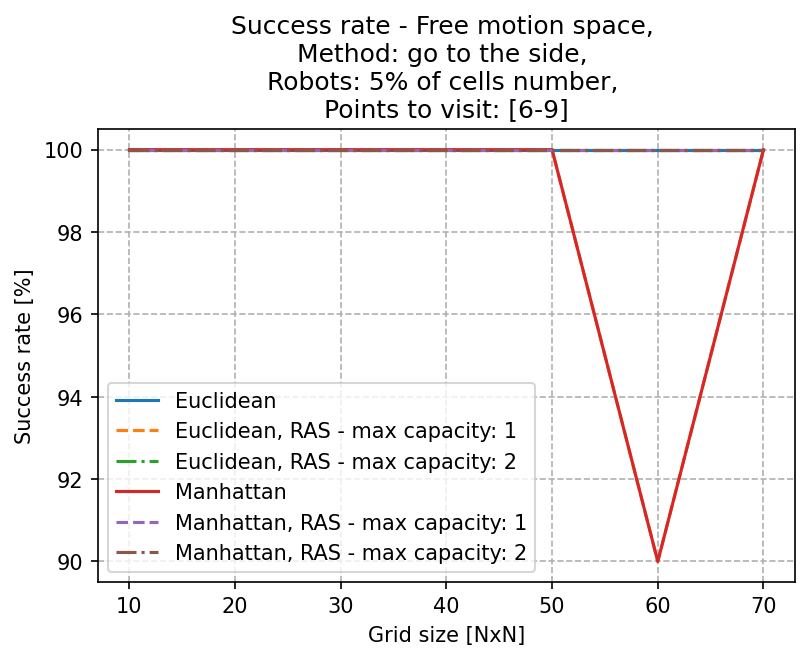 Success rate - Free motion space,
Method: go to the side,
Robots: 5% of cells number,
Points to visit: [6-9]
100
98
96
94
92
90
Success rate [%]
Euclidean
Euclidean, RAS - max capacity: 1
Euclidean, RAS - max capacity: 2
Manhattan
Manhattan, RAS - max capacity: 1
Manhattan, RAS - max capacity: 2
10 20 30 40 50 60 70
Grid size [NxN]